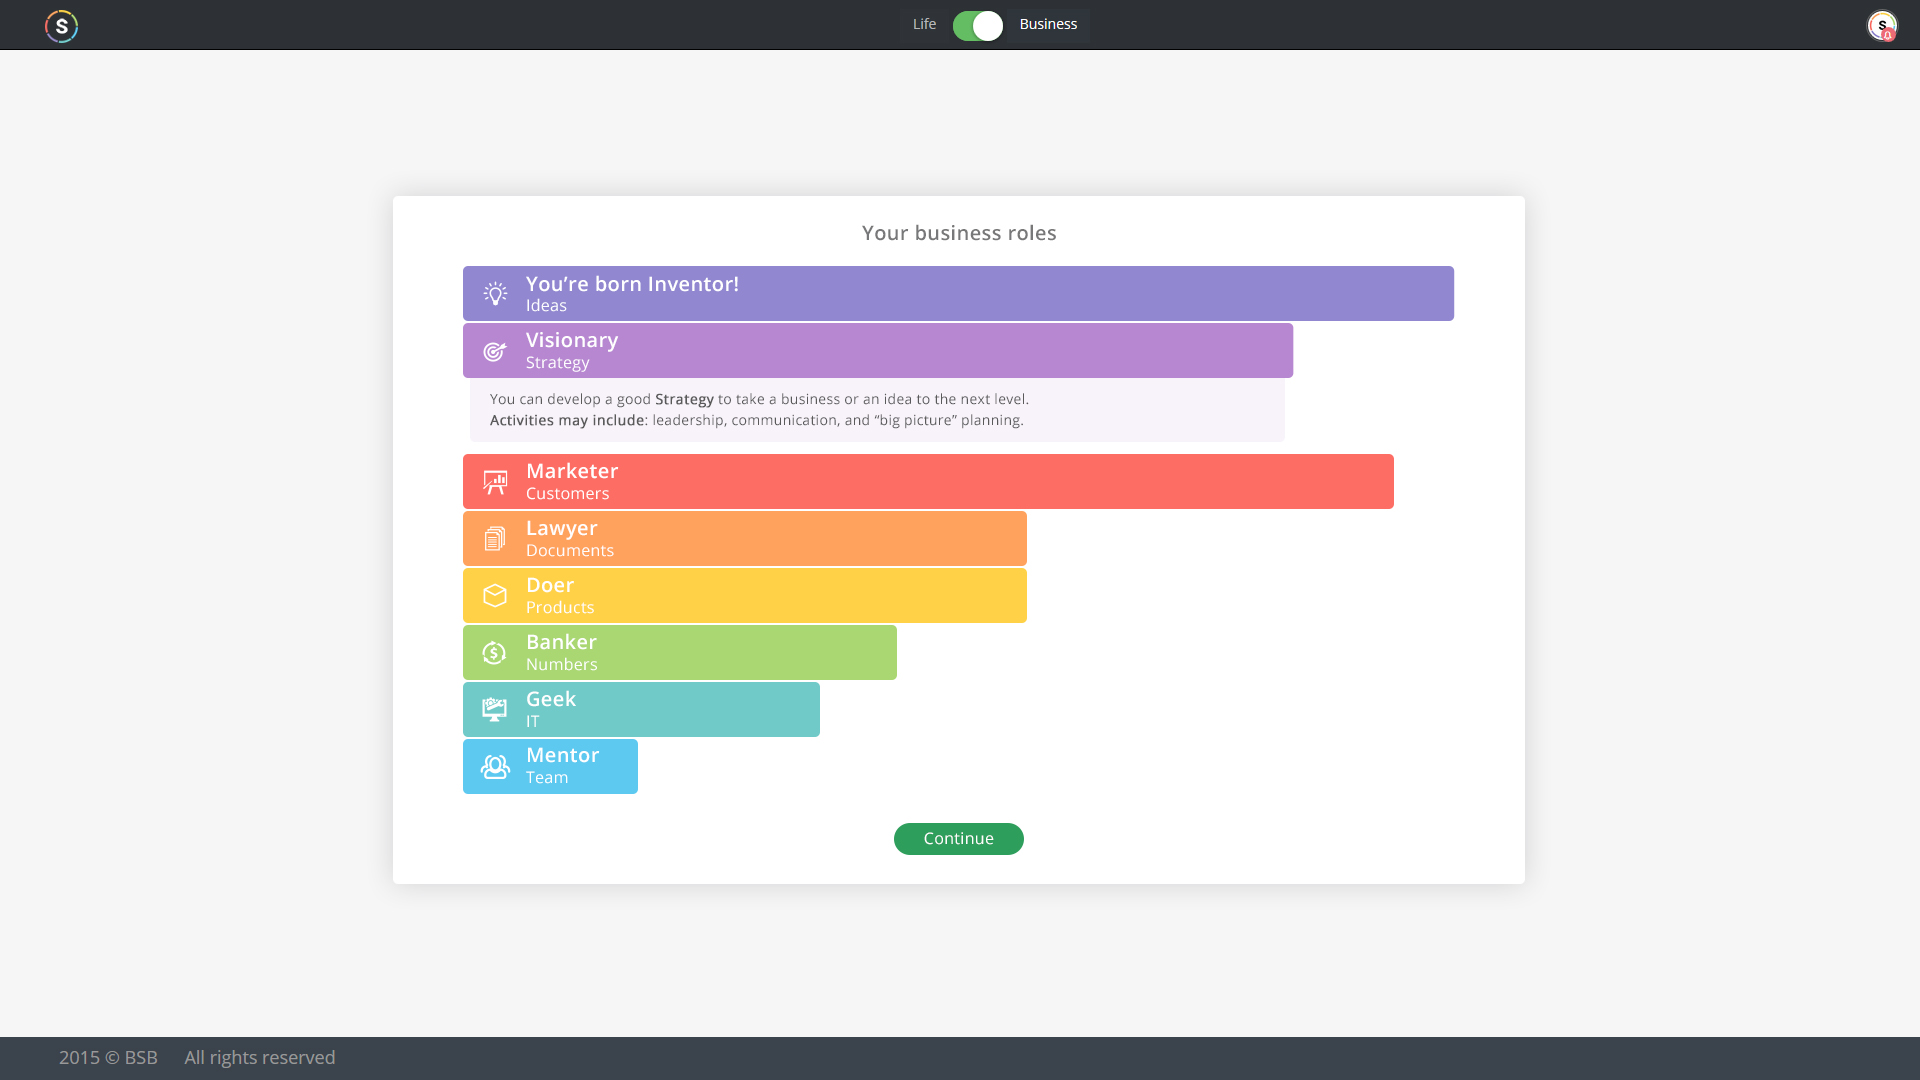 S
Life
Business
S
Your business roles
You’re born Inventor!
Ideas
Visionary
Strategy
You can develop a good Strategy to take a business or an idea to the next level.
Activities may include: leadership, communication, and “big picture” planning.
Marketer
Customers
Lawyer
Documents
Doer
Products
$
Banker
Numbers
Geek
IT
Mentor
Team
Continue
2015 © BSB All rights reserved